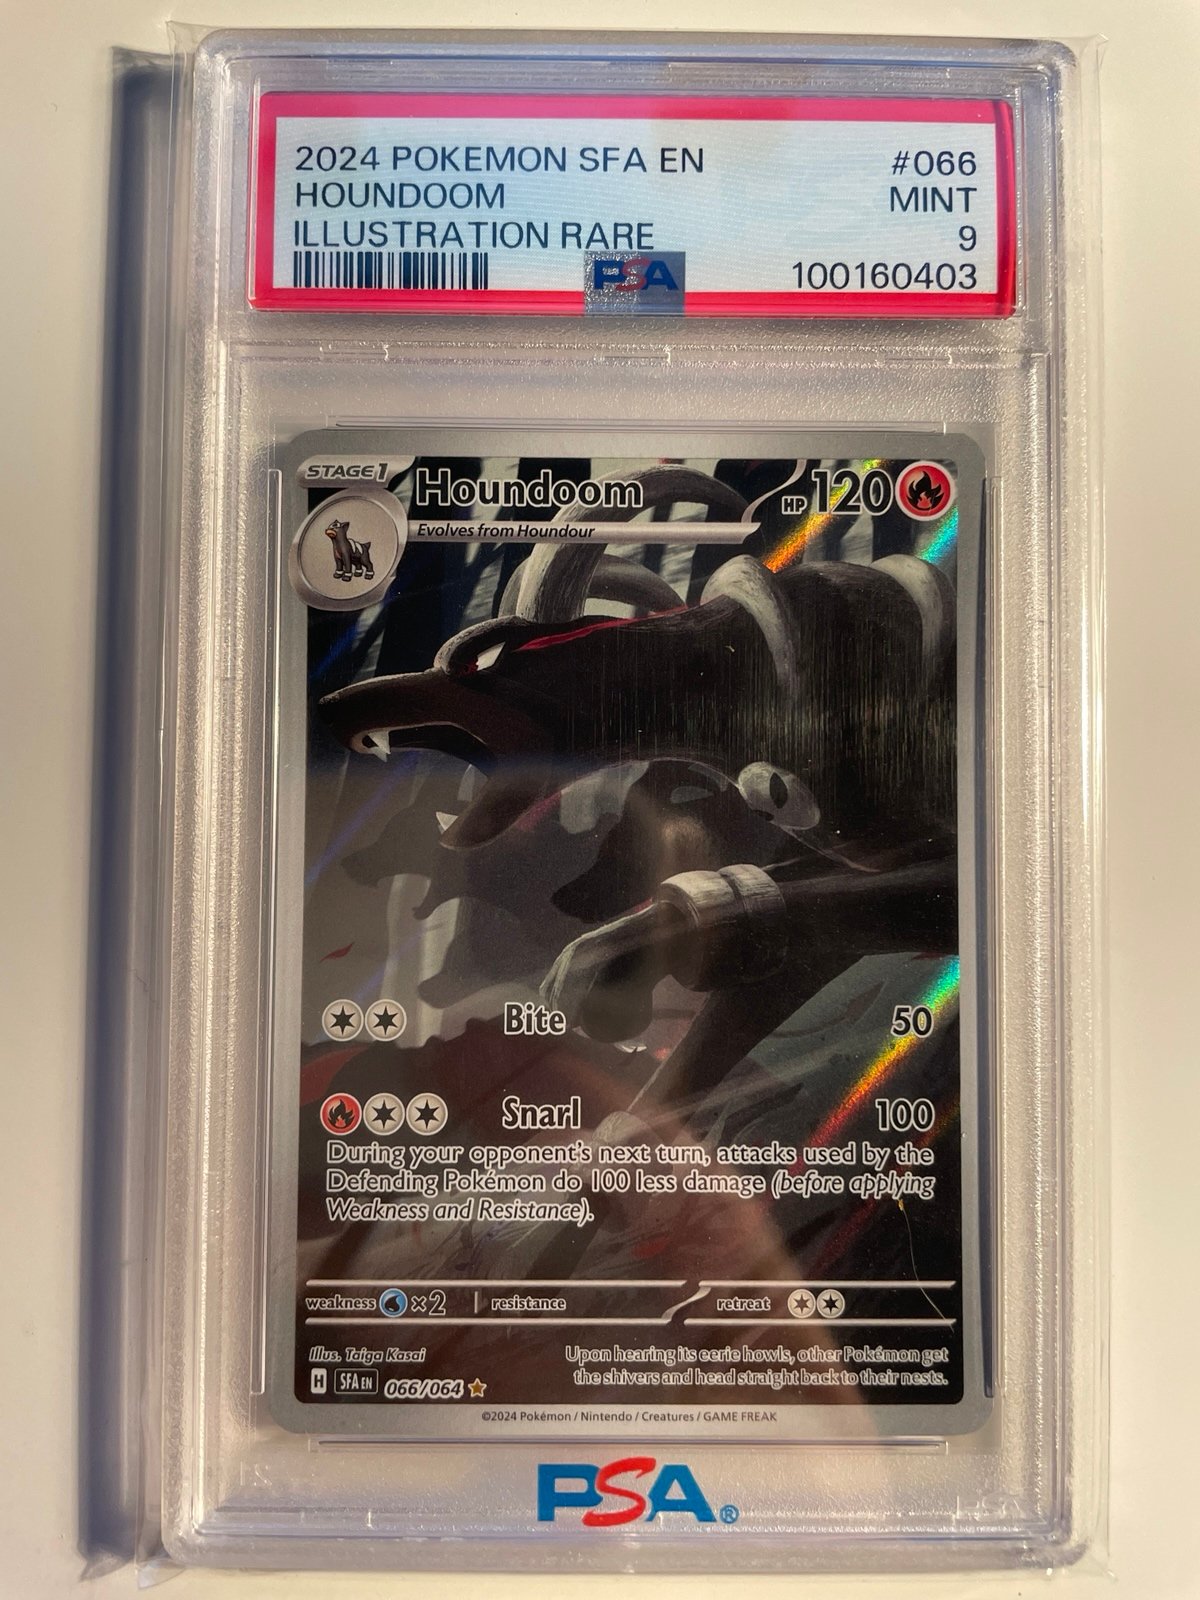 2024 POKEMON SFA EN #066
HOUNDOOM MINT
ILLUSTRATION RARE 9
PSA 100160403
STAGE 1 Houndoom HP 120
Evolves from Houndour
Bite 50
Snarl 100
During your opponent's next turn, attacks used by the
Defending Pokémon do 100 less damage (before applying
Weakness and Resistance).
weakness ×2 resistance retreat
Illus. Taiga Kasai
Upon hearing its eerie howls, other Pokémon get
the shivers and head straight back to their nests.
H SFA EN 066/064
©2024 Pokémon / Nintendo / Creatures / GAME FREAK
PSA®